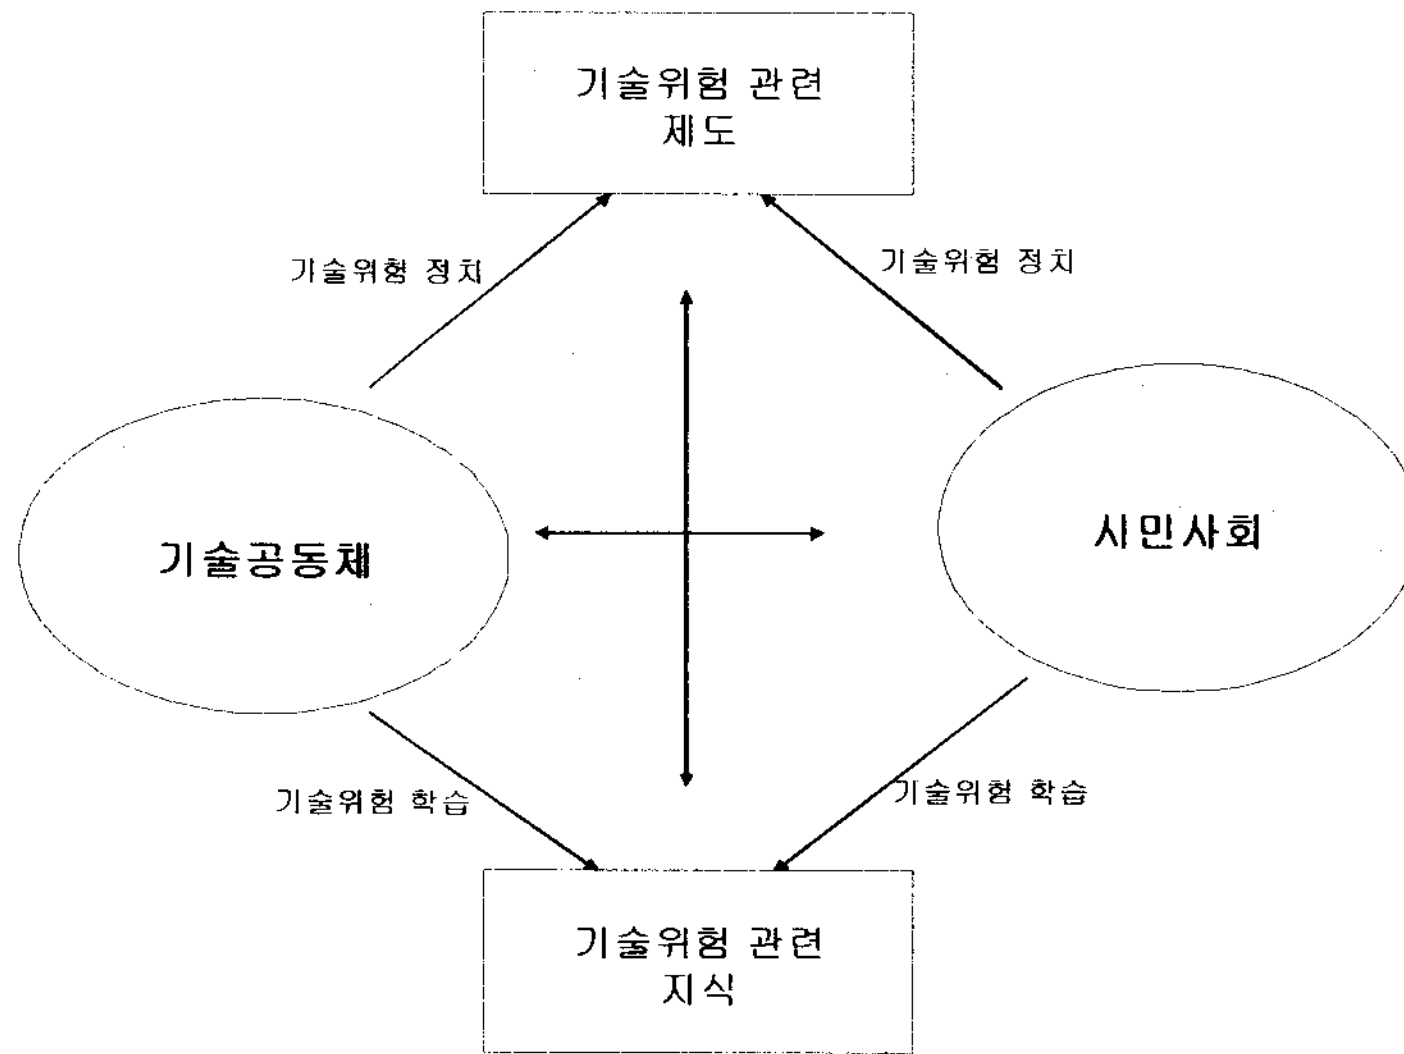 기술위험 관련
제도
기술위험 정치
기술위험 정치
기술공동체
시민사회
기술위험 학습
기술위험 학습
기술위험 관련
지식